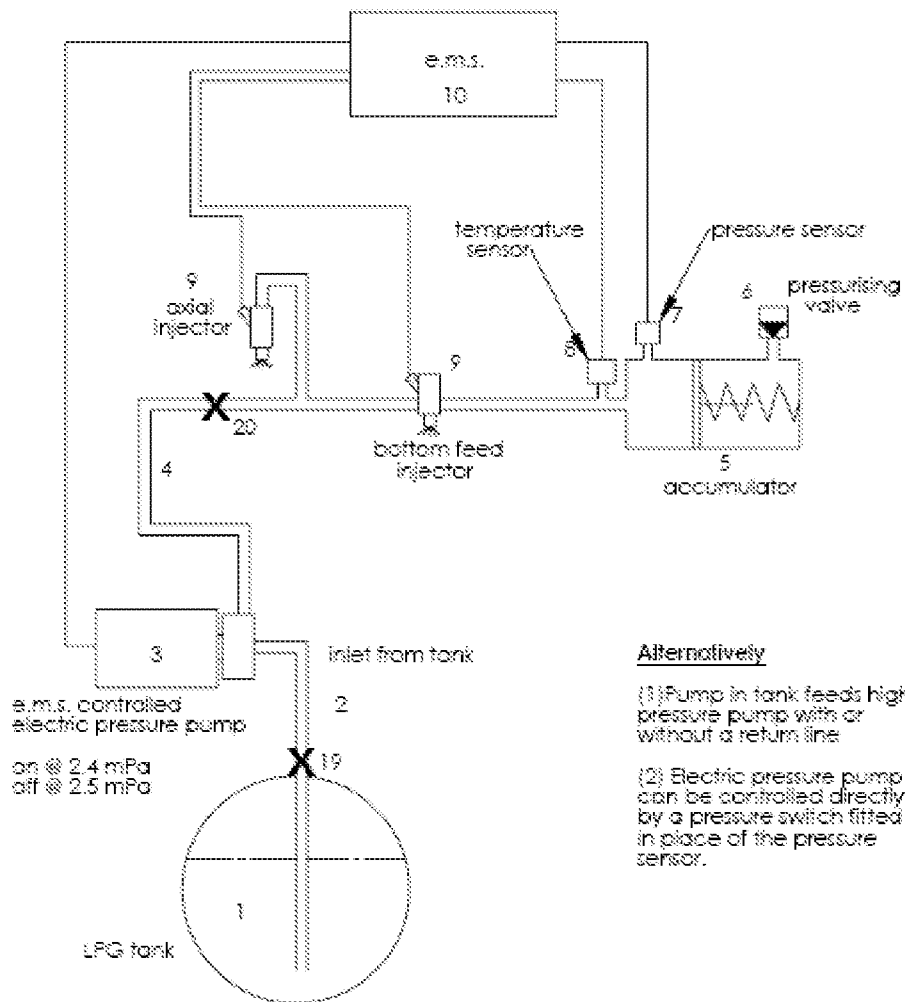 e.m.s.
10
temperature
sensor
pressure sensor
9
axial
injector
6
pressurising
valve
7
8
9
20
bottom feed
injector
4
5
accumulator
3
inlet from tank
2
e.m.s. controlled
electric pressure pump
on @ 2.4 mPa
off @ 2.5 mPa
19
1
LPG tank
Alternatively
(1)Pump in tank feeds high
pressure pump with or
without a return line
(2) Electric pressure pump
can be controlled directly
by a pressure switch fitted
in place of the pressure
sensor.